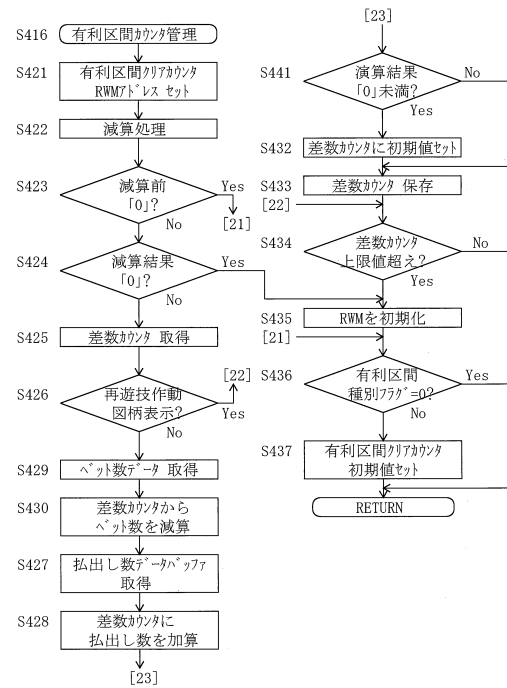 S416 有利区間カウンタ管理
S421 有利区間クリアカウンタ
RWMアドレス セット
S422 減算処理
S423 減算前
「0」?
Yes
[21]
No
S424 減算結果
「0」?
Yes
No
S425 差数カウンタ 取得
[22]
S426 再遊技作動
図柄表示?
Yes
No
S429 ベット数データ 取得
S430 差数カウンタから
ベット数を減算
S427 払出し数データバッファ
取得
S428 差数カウンタに
払出し数を加算
[23]
[23]
S441 演算結果
「0」未満?
No
Yes
S432 差数カウンタに初期値セット
S433 差数カウンタ 保存
[22]
S434 差数カウンタ
上限値超え?
No
Yes
S435 RWMを初期化
[21]
S436 有利区間
種別フラグ=0?
Yes
No
S437 有利区間クリアカウンタ
初期値セット
RETURN